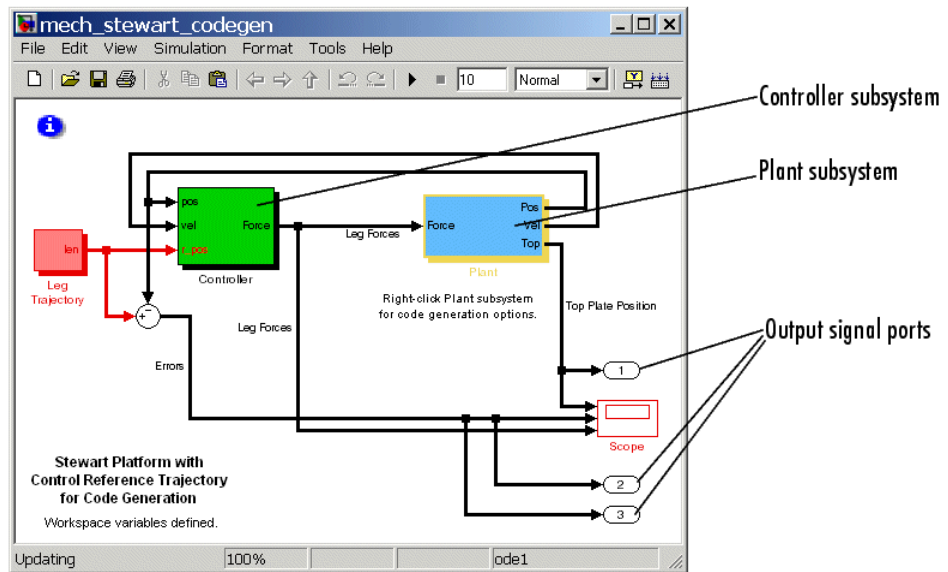 mech_stewart_codegen
File Edit View Simulation Format Tools Help
10 Normal
Controller subsystem
Plant subsystem
Output signal ports
pos
vel
r_pos
Force
Controller
len
Leg
Trajectory
Leg Forces
Force
Pos
Vel
Top
Plant
Right-click Plant subsystem
for code generation options.
Top Plate Position
Leg Forces
Errors
1
Scope
2
3
Stewart Platform with
Control Reference Trajectory
for Code Generation
Workspace variables defined.
Updating 100% ode1